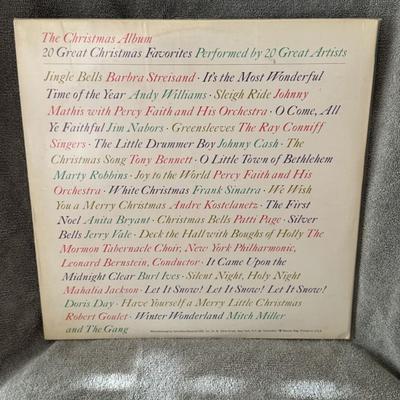 The Christmas Album
20 Great Christmas Favorites Performed by 20 Great Artists
Jingle Bells Barbra Streisand · It's the Most Wonderful
Time of the Year Andy Williams · Sleigh Ride Johnny
Mathis with Percy Faith and His Orchestra · O Come, All
Ye Faithful Jim Nabors · Greensleeves The Ray Conniff
Singers · The Little Drummer Boy Johnny Cash · The
Christmas Song Tony Bennett · O Little Town of Bethlehem
Marty Robbins · Joy to the World Percy Faith and His
Orchestra · White Christmas Frank Sinatra · We Wish
You a Merry Christmas Andre Kostelanetz · The First
Noel Anita Bryant · Christmas Bells Patti Page · Silver
Bells Jerry Vale · Deck the Hall with Boughs of Holly The
Mormon Tabernacle Choir, New York Philharmonic,
Leonard Bernstein, Conductor · It Came Upon the
Midnight Clear Burl Ives · Silent Night, Holy Night
Mahalia Jackson · Let It Snow! Let It Snow! Let It Snow!
Doris Day · Have Yourself a Merry Little Christmas
Robert Goulet · Winter Wonderland Mitch Miller
and The Gang